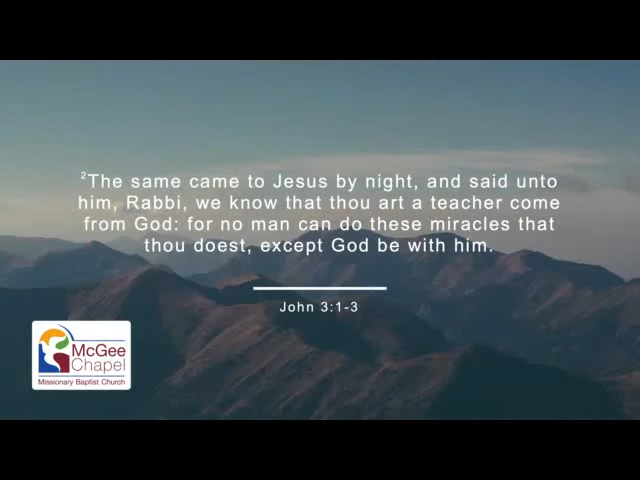 ²The same came to Jesus by night, and said unto
him, Rabbi, we know that thou art a teacher come
from God: for no man can do these miracles that
thou doest, except God be with him.
John 3:1-3
McGee
Chapel
Missionary Baptist Church